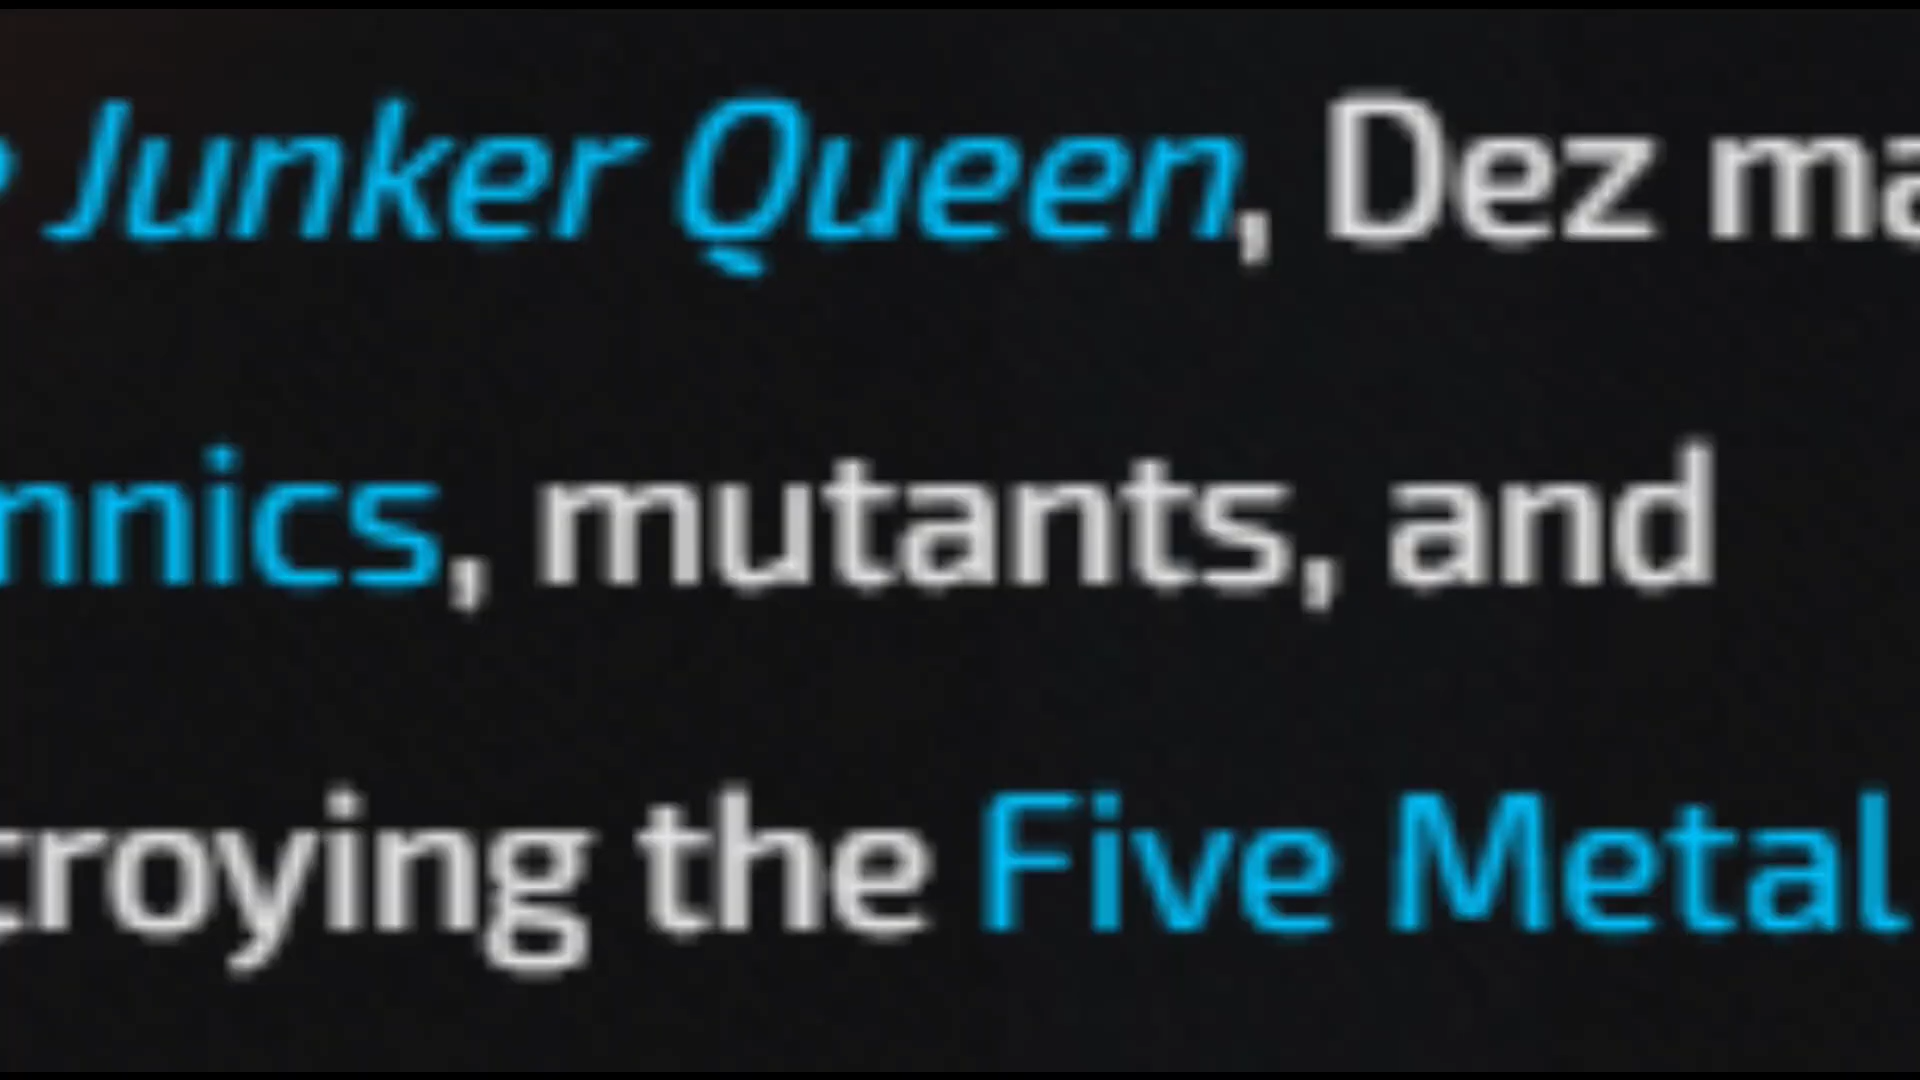 Junker Queen, Dez ma
nnics, mutants, and
troying the Five Metal